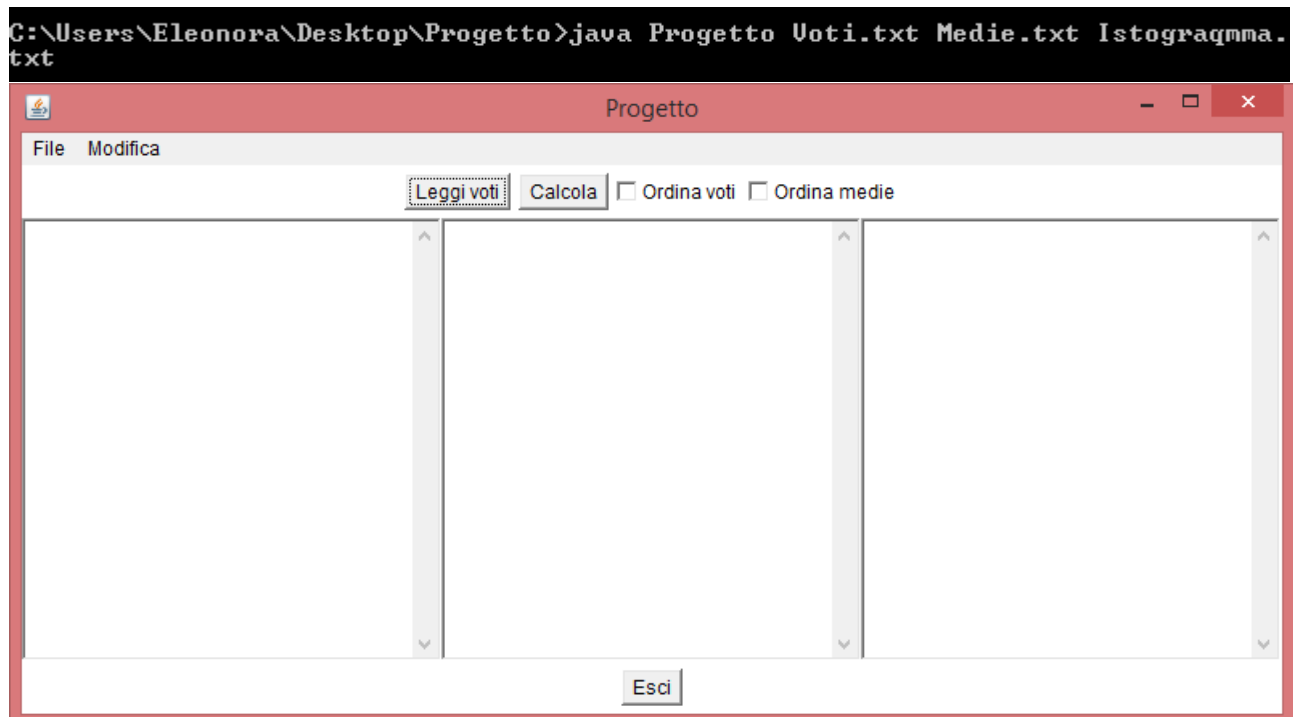 C:\Users\Eleonora\Desktop\Progetto>java Progetto Voti.txt Medie.txt Istograqmma.
txt
Progetto
File Modifica
Leggi voti Calcola Ordina voti Ordina medie
Esci